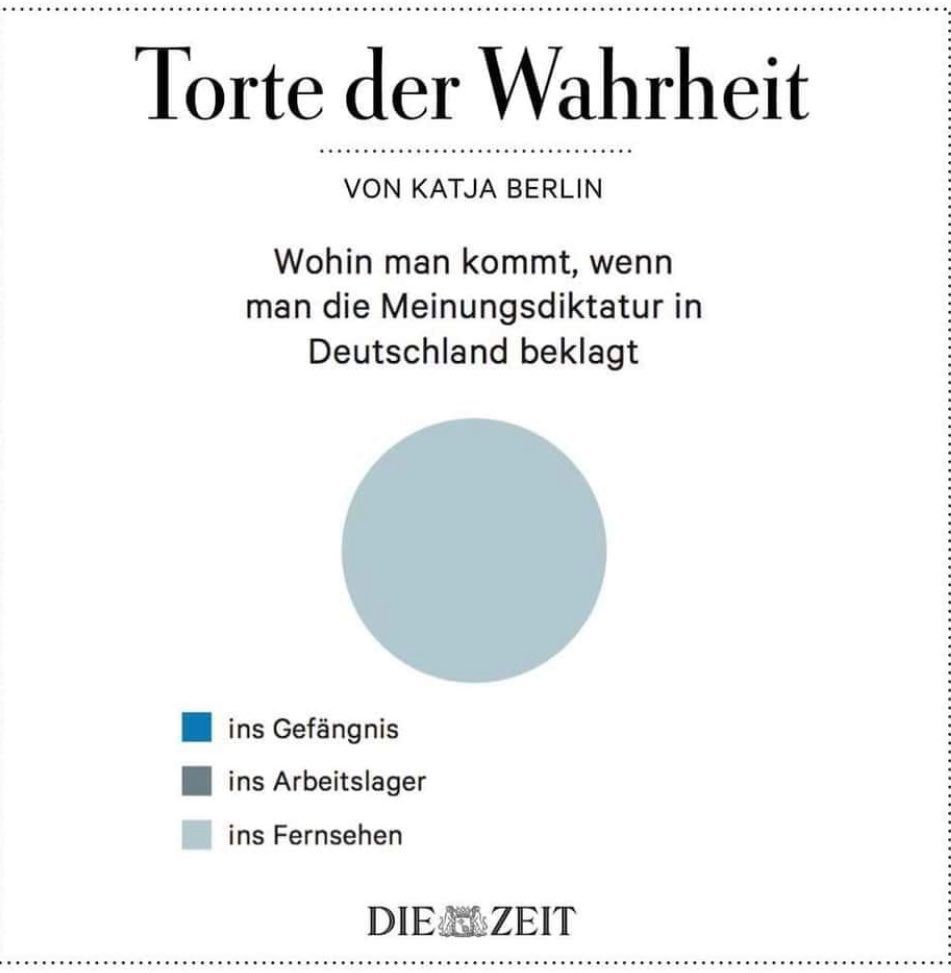 Torte der Wahrheit
VON KATJA BERLIN
Wohin man kommt, wenn
man die Meinungsdiktatur in
Deutschland beklagt
ins Gefängnis
ins Arbeitslager
ins Fernsehen
DIE ZEIT